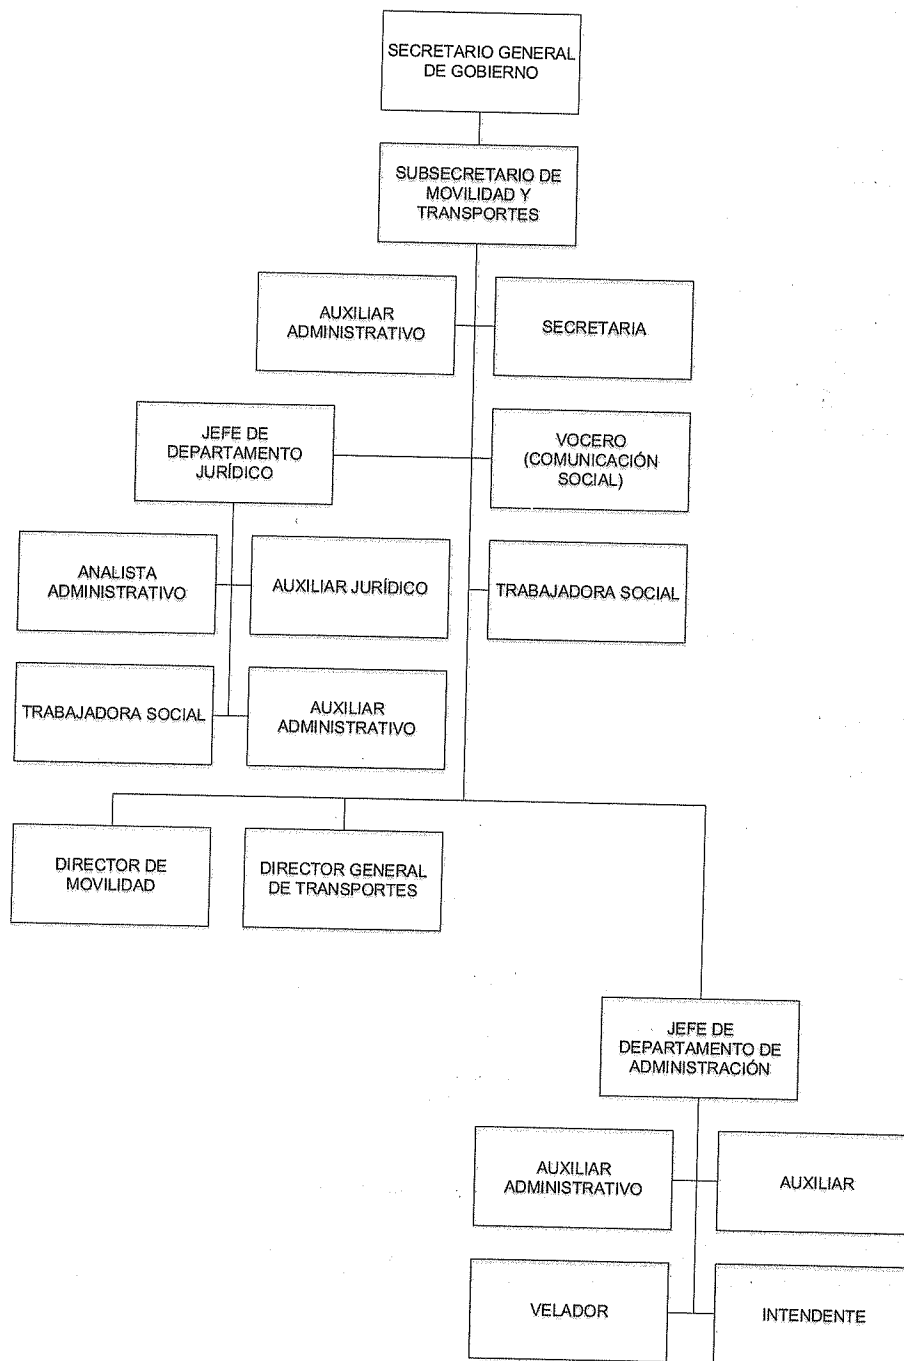 SECRETARIO GENERAL
DE GOBIERNO
SUBSECRETARIO DE
MOVILIDAD Y
TRANSPORTES
AUXILIAR
ADMINISTRATIVO
SECRETARIA
JEFE DE
DEPARTAMENTO
JURÍDICO
VOCERO
(COMUNICACIÓN
SOCIAL)
ANALISTA
ADMINISTRATIVO
AUXILIAR JURÍDICO
TRABAJADORA SOCIAL
TRABAJADORA SOCIAL
AUXILIAR
ADMINISTRATIVO
DIRECTOR DE
MOVILIDAD
DIRECTOR GENERAL
DE TRANSPORTES
JEFE DE
DEPARTAMENTO DE
ADMINISTRACIÓN
AUXILIAR
ADMINISTRATIVO
AUXILIAR
VELADOR
INTENDENTE